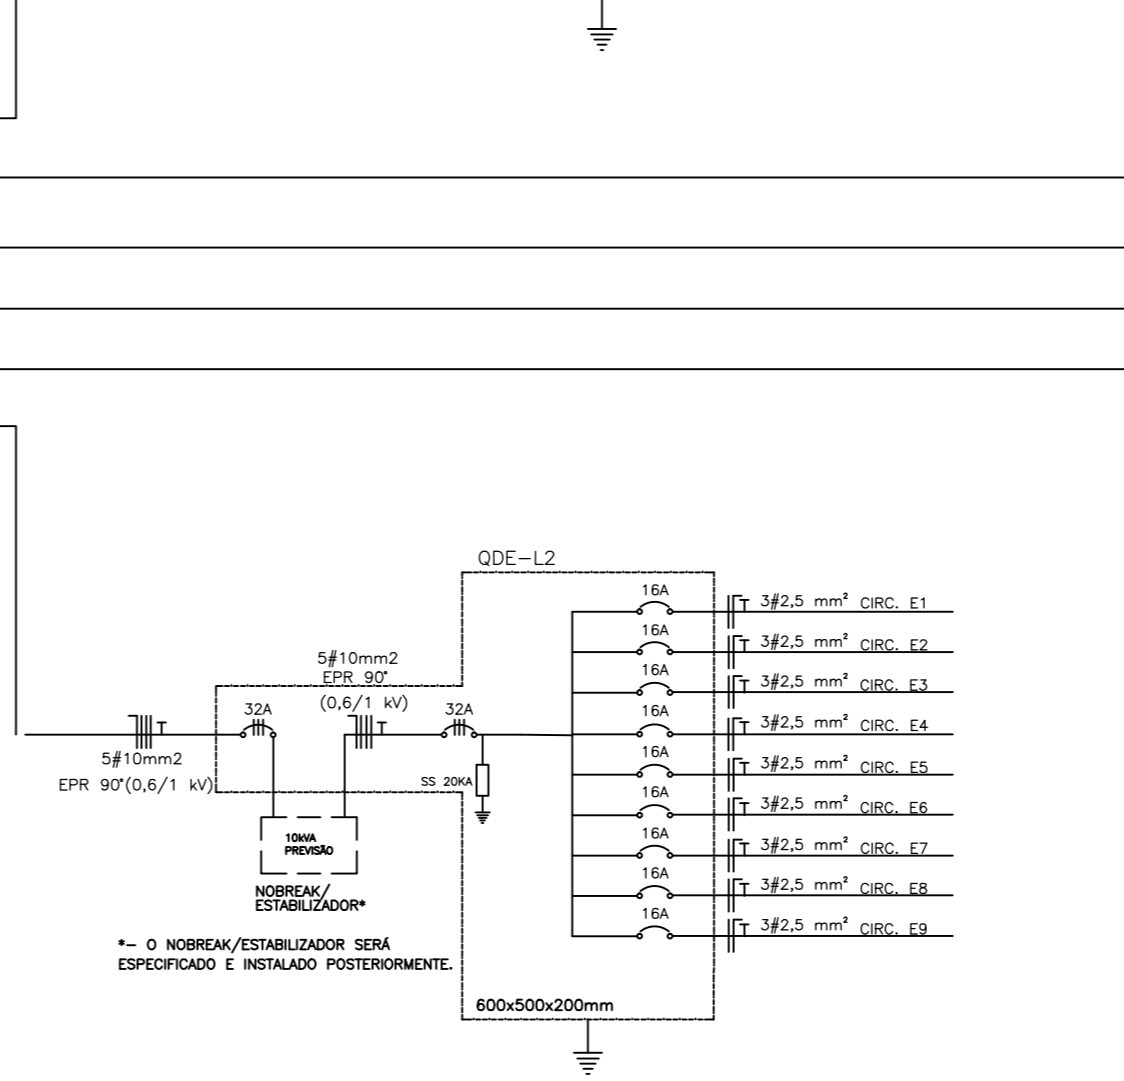 QDE-L2
16A
3#2,5 mm² CIRC. E1
16A
3#2,5 mm² CIRC. E2
16A
3#2,5 mm² CIRC. E3
16A
3#2,5 mm² CIRC. E4
16A
3#2,5 mm² CIRC. E5
16A
3#2,5 mm² CIRC. E6
16A
3#2,5 mm² CIRC. E7
16A
3#2,5 mm² CIRC. E8
16A
3#2,5 mm² CIRC. E9
5#10mm2
EPR 90°
(0,6/1 kV)
32A
32A
T
T
T
T
T
T
T
T
T
T
T
5#10mm2
EPR 90°(0,6/1 kV)
SS 20KA
10kVA
PREVISÃO
NOBREAK/
ESTABILIZADOR*
*- O NOBREAK/ESTABILIZADOR SERÁ
ESPECIFICADO E INSTALADO POSTERIORMENTE.
600x500x200mm